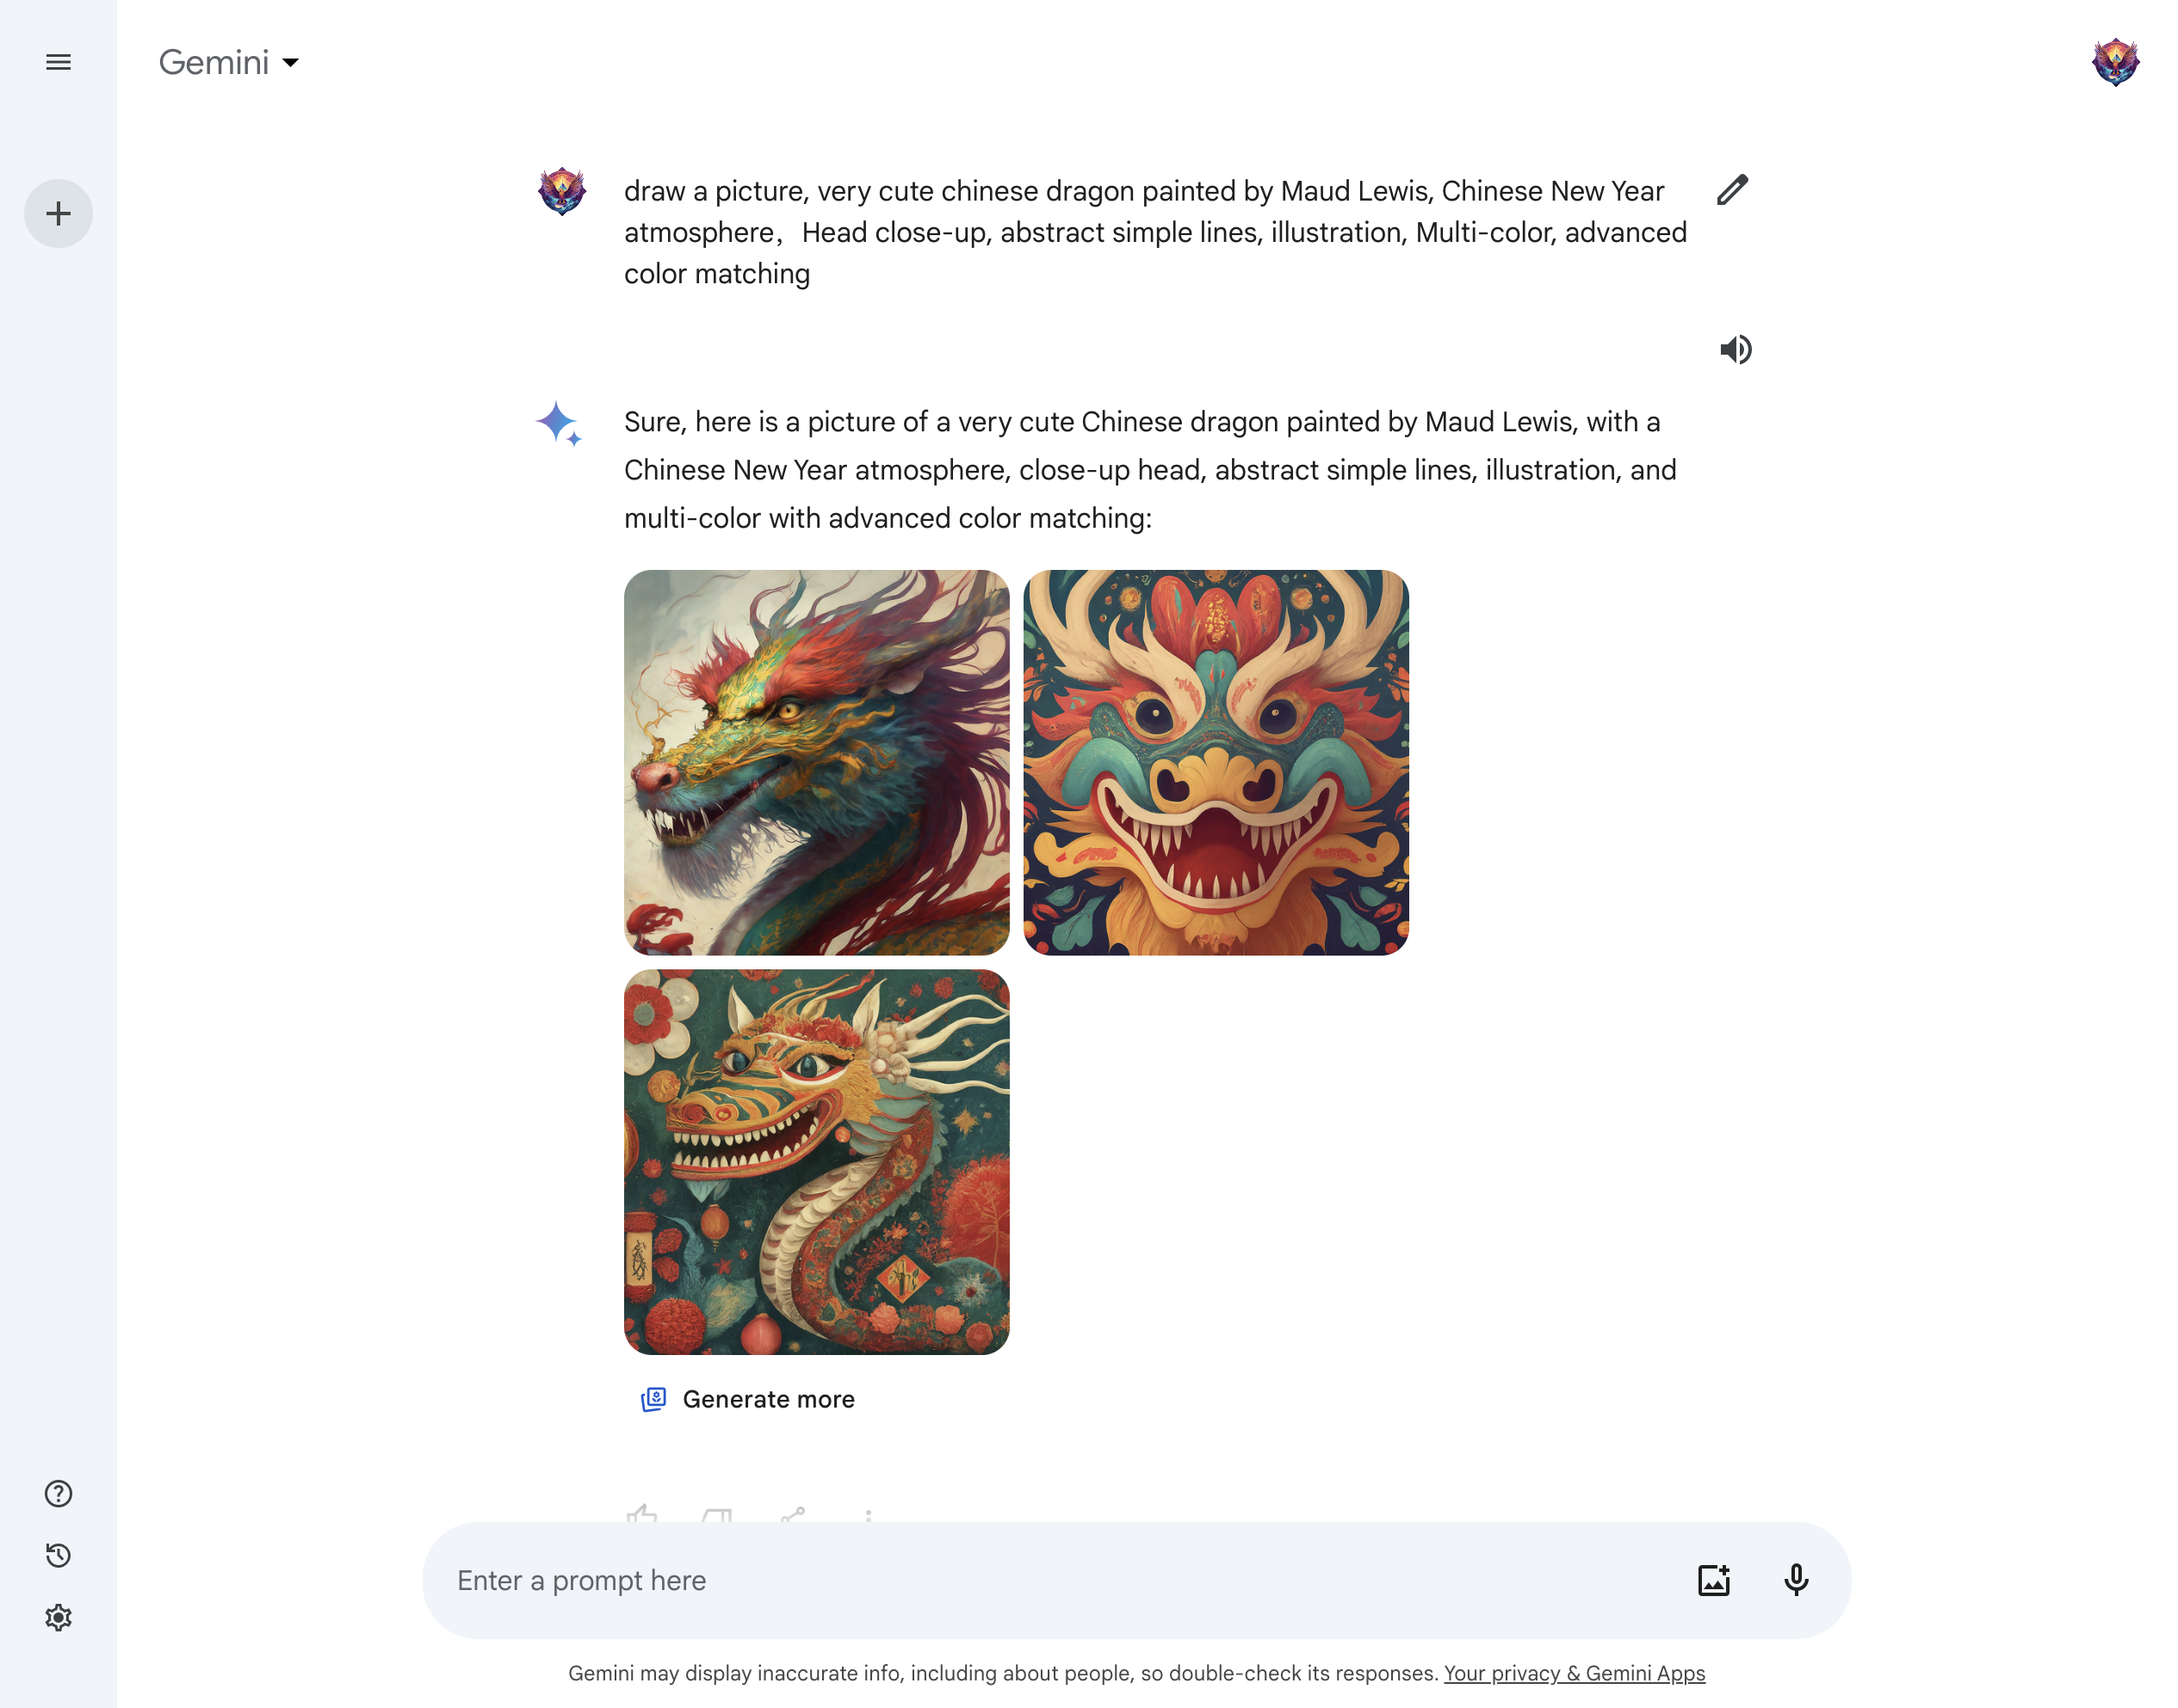 Gemini
draw a picture, very cute chinese dragon painted by Maud Lewis, Chinese New Year
atmosphere，Head close-up, abstract simple lines, illustration, Multi-color, advanced
color matching
Sure, here is a picture of a very cute Chinese dragon painted by Maud Lewis, with a
Chinese New Year atmosphere, close-up head, abstract simple lines, illustration, and
multi-color with advanced color matching:
Generate more
Enter a prompt here
Gemini may display inaccurate info, including about people, so double-check its responses. Your privacy & Gemini Apps